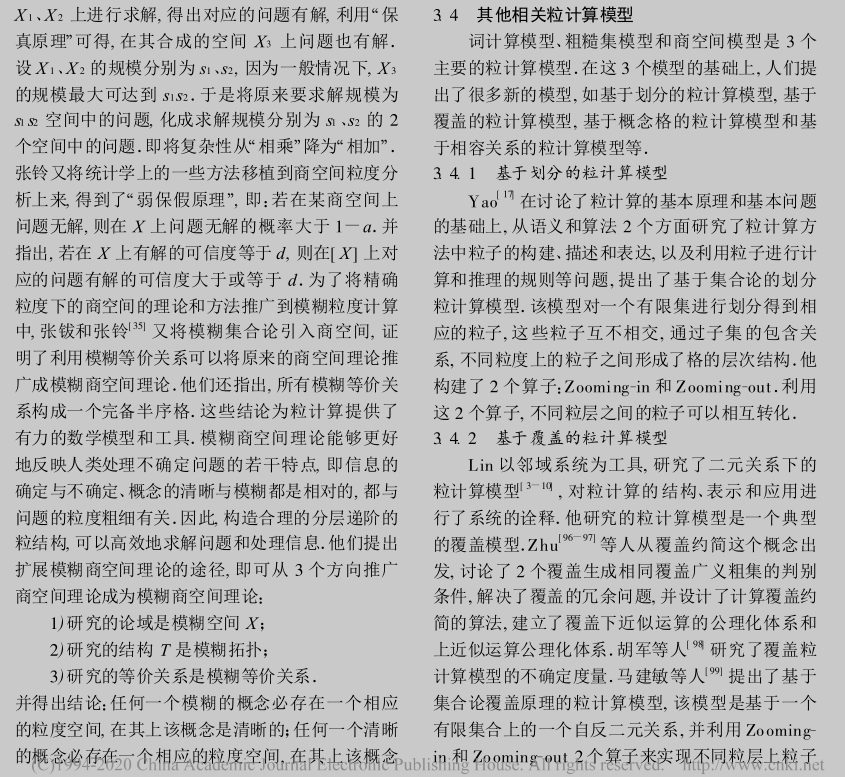 X1、X2 上进行求解, 得出对应的问题有解, 利用“保
真原理”可得, 在其合成的空间 X3 上问题也有解.
设 X1、X2 的规模分别为 s1、s2, 因为一般情况下, X3
的规模最大可达到 s1s2. 于是将原来要求解规模为
s1s2 空间中的问题, 化成求解规模分别为 s1、s2 的 2
个空间中的问题. 即将复杂性从“相乘”降为“相加”.
张铃又将统计学上的一些方法移植到商空间粒度分
析上来, 得到了“弱保假原理”, 即: 若在某商空间上
问题无解, 则在 X 上问题无解的概率大于 1-a. 并
指出, 若在 X 上有解的可信度等于 d, 则在[X] 上对
应的问题有解的可信度大于或等于 d. 为了将精确
粒度下的商空间的理论和方法推广到模糊粒度计算
中, 张钹和张铃[35] 又将模糊集合论引入商空间, 证
明了利用模糊等价关系可以将原来的商空间理论推
广成模糊商空间理论. 他们还指出, 所有模糊等价关
系构成一个完备半序格. 这些结论为粒计算提供了
有力的数学模型和工具. 模糊商空间理论能够更好
地反映人类处理不确定问题的若干特点, 即信息的
确定与不确定、概念的清晰与模糊都是相对的, 都与
问题的粒度粗细有关. 因此, 构造合理的分层递阶的
粒结构, 可以高效地求解问题和处理信息. 他们提出
扩展模糊商空间理论的途径, 即可从 3 个方向推广
商空间理论成为模糊商空间理论:
1)研究的论域是模糊空间 X;
2)研究的结构 T 是模糊拓扑;
3)研究的等价关系是模糊等价关系.
并得出结论: 任何一个模糊的概念必存在一个相应
的粒度空间, 在其上该概念是清晰的; 任何一个清晰
的概念必存在一个相应的粒度空间, 在其上该概念
3. 4 其他相关粒计算模型
词计算模型、粗糙集模型和商空间模型是 3 个
主要的粒计算模型. 在这 3 个模型的基础上, 人们提
出了很多新的模型, 如基于划分的粒计算模型, 基于
覆盖的粒计算模型, 基于概念格的粒计算模型和基
于相容关系的粒计算模型等.
3. 4. 1 基于划分的粒计算模型
Yao[17] 在讨论了粒计算的基本原理和基本问题
的基础上, 从语义和算法 2 个方面研究了粒计算方
法中粒子的构建、描述和表达, 以及利用粒子进行计
算和推理的规则等问题, 提出了基于集合论的划分
粒计算模型. 该模型对一个有限集进行划分得到相
应的粒子, 这些粒子互不相交, 通过子集的包含关
系, 不同粒度上的粒子之间形成了格的层次结构. 他
构建了 2 个算子: Zooming-in 和 Zooming-out. 利用
这 2 个算子, 不同粒层之间的粒子可以相互转化.
3. 4. 2 基于覆盖的粒计算模型
Lin 以邻域系统为工具, 研究了二元关系下的
粒计算模型[3-10], 对粒计算的结构、表示和应用进
行了系统的诠释. 他研究的粒计算模型是一个典型
的覆盖模型. Zhu[96-97] 等人从覆盖约简这个概念出
发, 讨论了 2 个覆盖生成相同覆盖广义粗集的判别
条件, 解决了覆盖的冗余问题, 并设计了计算覆盖约
简的算法, 建立了覆盖下近似运算的公理化体系和
上近似运算公理化体系. 胡军等人[98] 研究了覆盖粒
计算模型的不确定度量. 马建敏等人[99] 提出了基于
集合论覆盖原理的粒计算模型, 该模型是基于一个
有限集合上的一个自反二元关系, 并利用 Zooming-
in 和 Zooming-out 2 个算子来实现不同粒层上粒子
(C)1994-2020 China Academic Journal Electronic Publishing House. All rights reserved. http://www.cnki.net